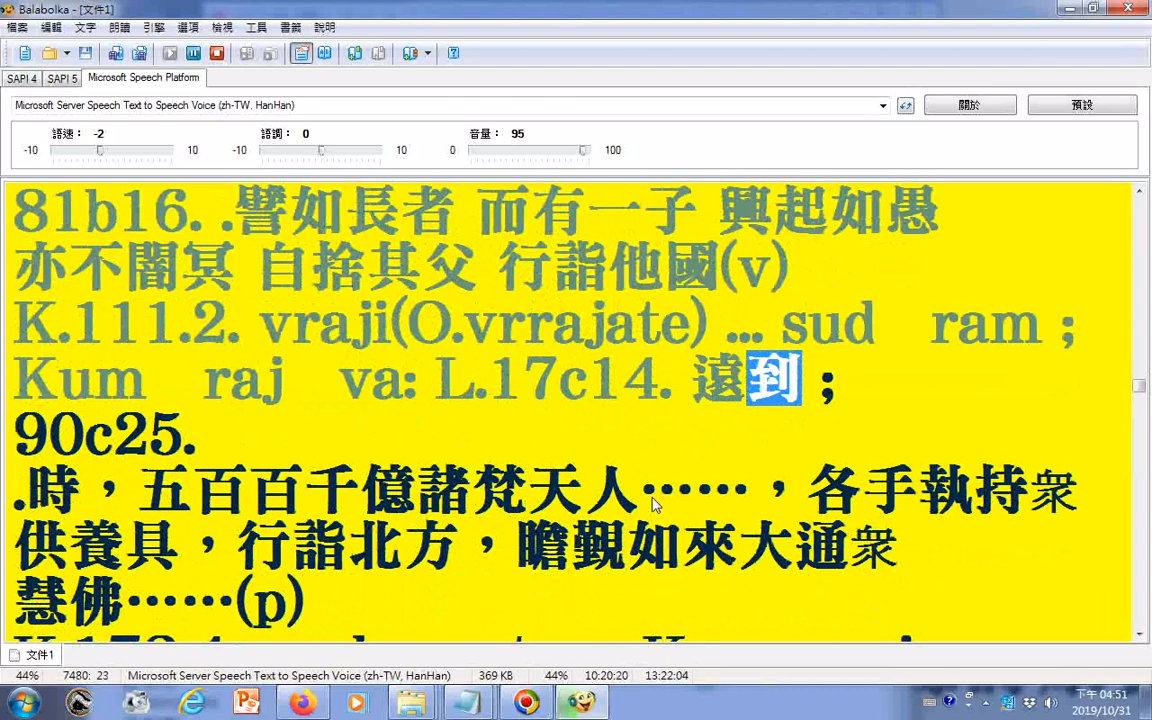 Balabolka - [文件1]
檔案 編輯 文字 朗讀 引擎 選項 檢視 工具 書籤 說明
SAPI 4 SAPI 5 Microsoft Speech Platform
Microsoft Server Speech Text to Speech Voice (zh-TW, HanHan) 關於 預設
語速： -2 語調： 0 音量： 95
-10 10 -10 10 0 100
81b16. .譬如長者 而有一子 興起如愚
亦不闇冥 自捨其父 行詣他國(v)
K.111.2. vraji(O.vrrajate) ... sud ram ;
Kum raj va: L.17c14. 遠到 ;
90c25.
.時，五百百千億諸梵天人……，各手執持衆
供養具，行詣北方，瞻覲如來大通衆
慧佛……(p)
文件1
44% 7480: 23 Microsoft Server Speech Text to Speech Voice (zh-TW, HanHan) 369 KB 44% 10:20:20 13:22:04
下午 04:51
2019/10/31